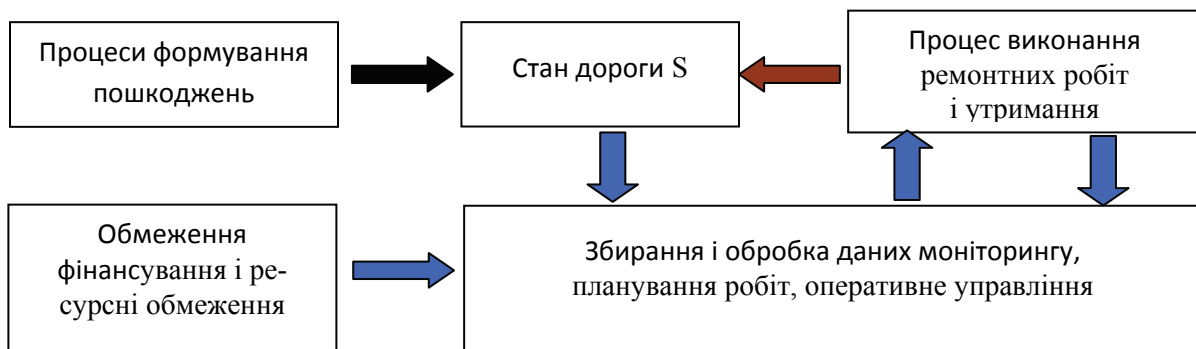 Процеси формування
пошкоджень
Стан дороги S
Процес виконання
ремонтних робіт
і утримання
Обмеження
фінансування і ре-
сурсні обмеження
Збирання і обробка даних моніторингу,
планування робіт, оперативне управління